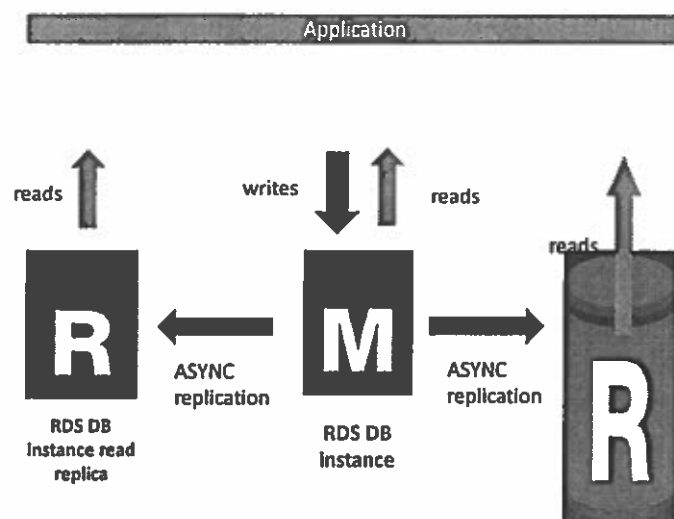 Application
reads
writes
reads
reads
R
M
R
ASYNC
replication
ASYNC
replication
RDS DB
instance read
replica
RDS DB
instance